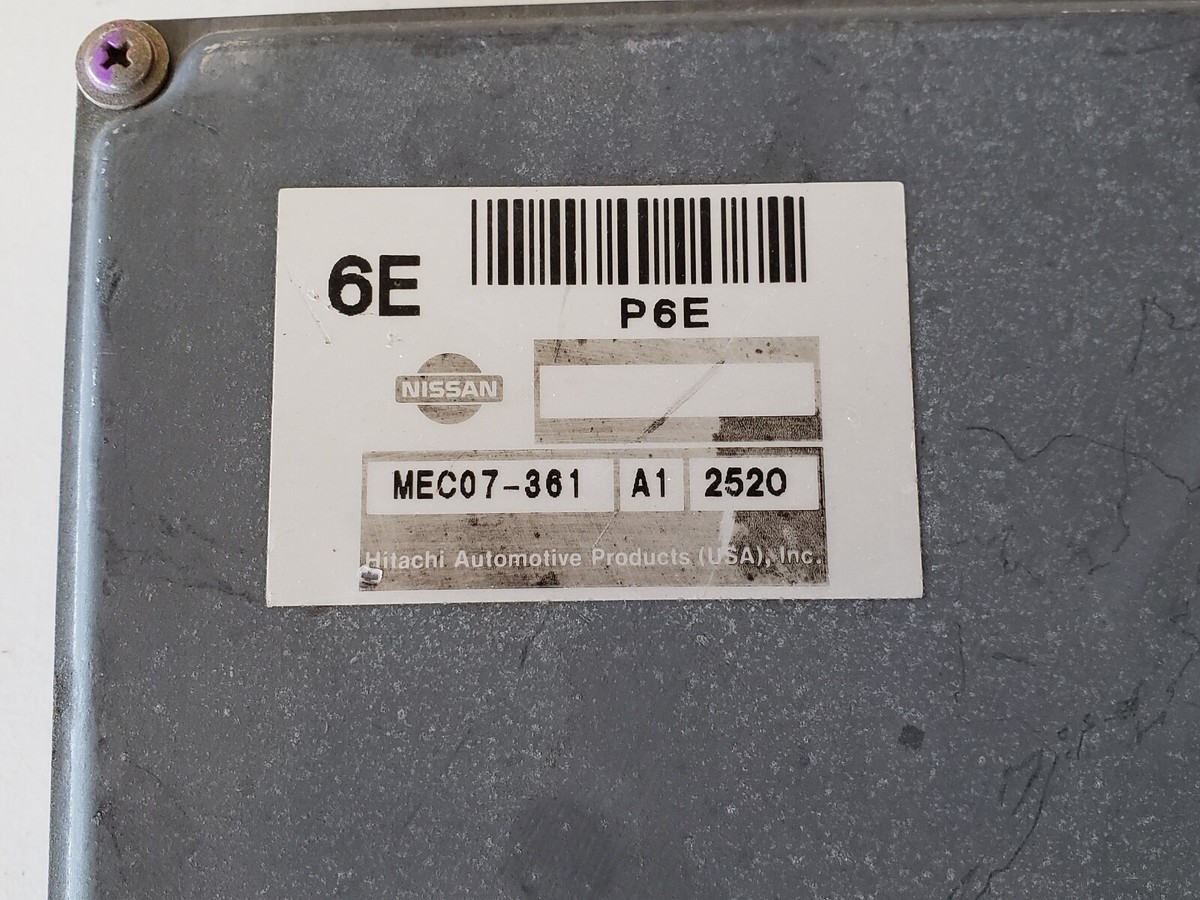 6E
P6E
NISSAN
MEC07-361 A1 2520
Hitachi Automotive Products (USA), Inc.